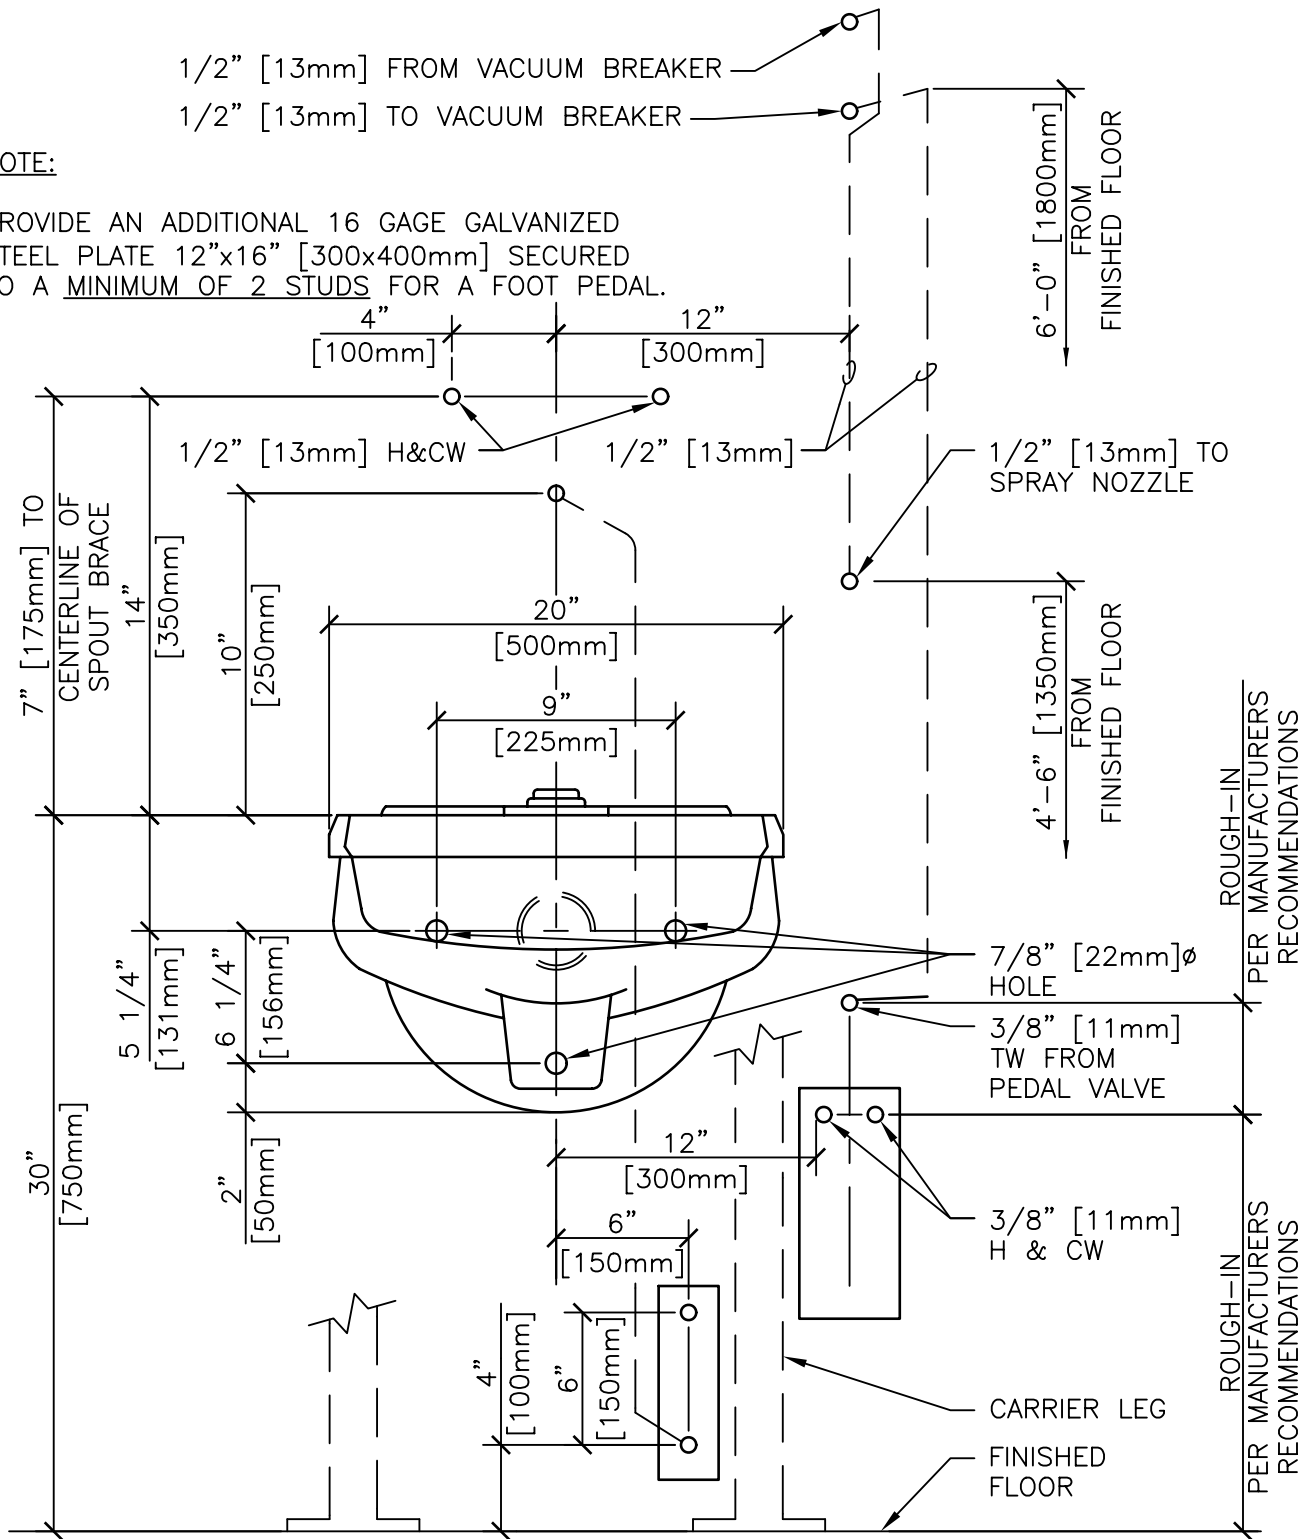 1/2" [13mm] FROM VACUUM BREAKER
1/2" [13mm] TO VACUUM BREAKER
OTE:
ROVIDE AN ADDITIONAL 16 GAGE GALVANIZED
TEEL PLATE 12"x16" [300x400mm] SECURED
O A MINIMUM OF 2 STUDS FOR A FOOT PEDAL.
6'-0" [1800mm]
FROM
FINISHED FLOOR
4"
[100mm]
12"
[300mm]
1/2" [13mm] H&CW
1/2" [13mm]
1/2" [13mm] TO
SPRAY NOZZLE
7" [175mm] TO
CENTERLINE OF
SPOUT BRACE
14"
[350mm]
10"
[250mm]
20"
[500mm]
9"
[225mm]
4'-6" [1350mm]
FROM
FINISHED FLOOR
ROUGH-IN
PER MANUFACTURERS
RECOMMENDATIONS
5 1/4"
[131mm]
6 1/4"
[156mm]
7/8" [22mm]ø
HOLE
3/8" [11mm]
TW FROM
PEDAL VALVE
30"
[750mm]
2"
[50mm]
12"
[300mm]
6"
[150mm]
3/8" [11mm]
H & CW
4"
[100mm]
6"
[150mm]
ROUGH-IN
PER MANUFACTURERS
RECOMMENDATIONS
CARRIER LEG
FINISHED
FLOOR